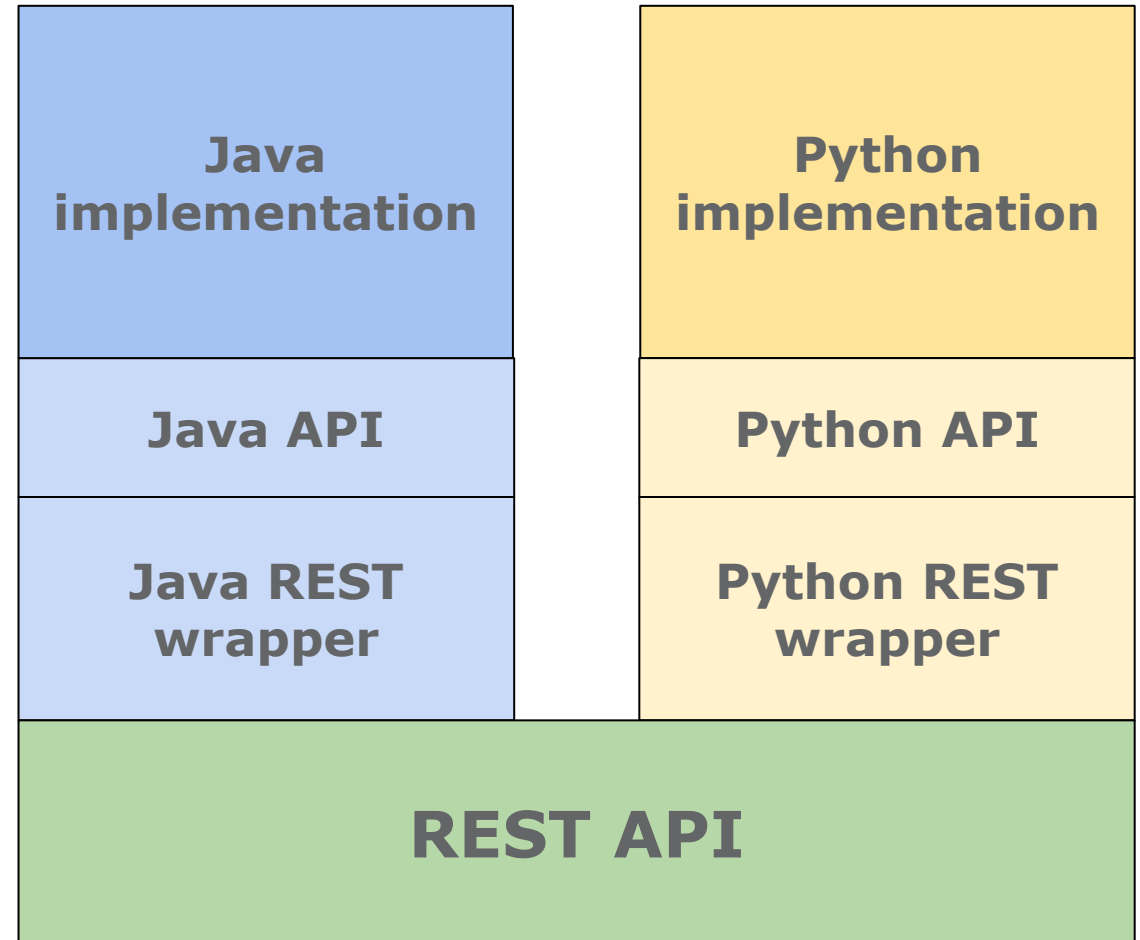 Java
implementation
Python
implementation
Java API
Python API
Java REST
wrapper
Python REST
wrapper
REST API